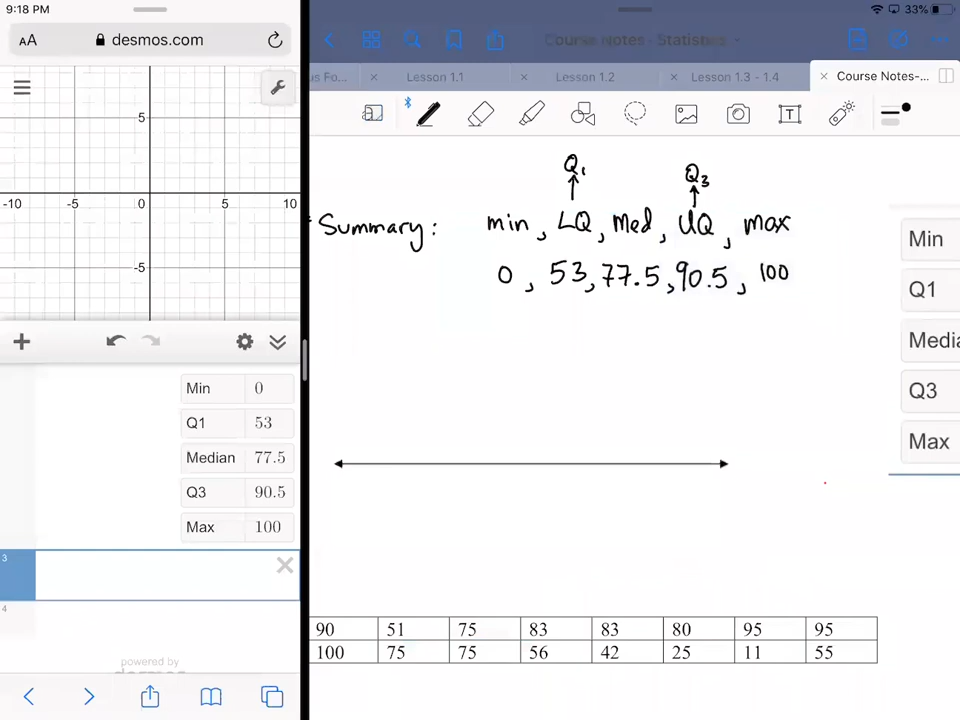 9:18 PM
33%
AA desmos.com
Course Notes - Statistics
us Fo...
Lesson 1.1
Lesson 1.2
Lesson 1.3 - 1.4
Course Notes-...
T
5
-10 -5 0 5 10
-5
Min 0
Q1 53
Median 77.5
Q3 90.5
Max 100
3
4
powered by
desmos
Q1 Q3
Summary: min, LQ, Med, UQ, max
0, 53, 77.5, 90.5, 100
Min
Q1
Media
Q3
Max
90 51 75 83 83 80 95 95
100 75 75 56 42 25 11 55